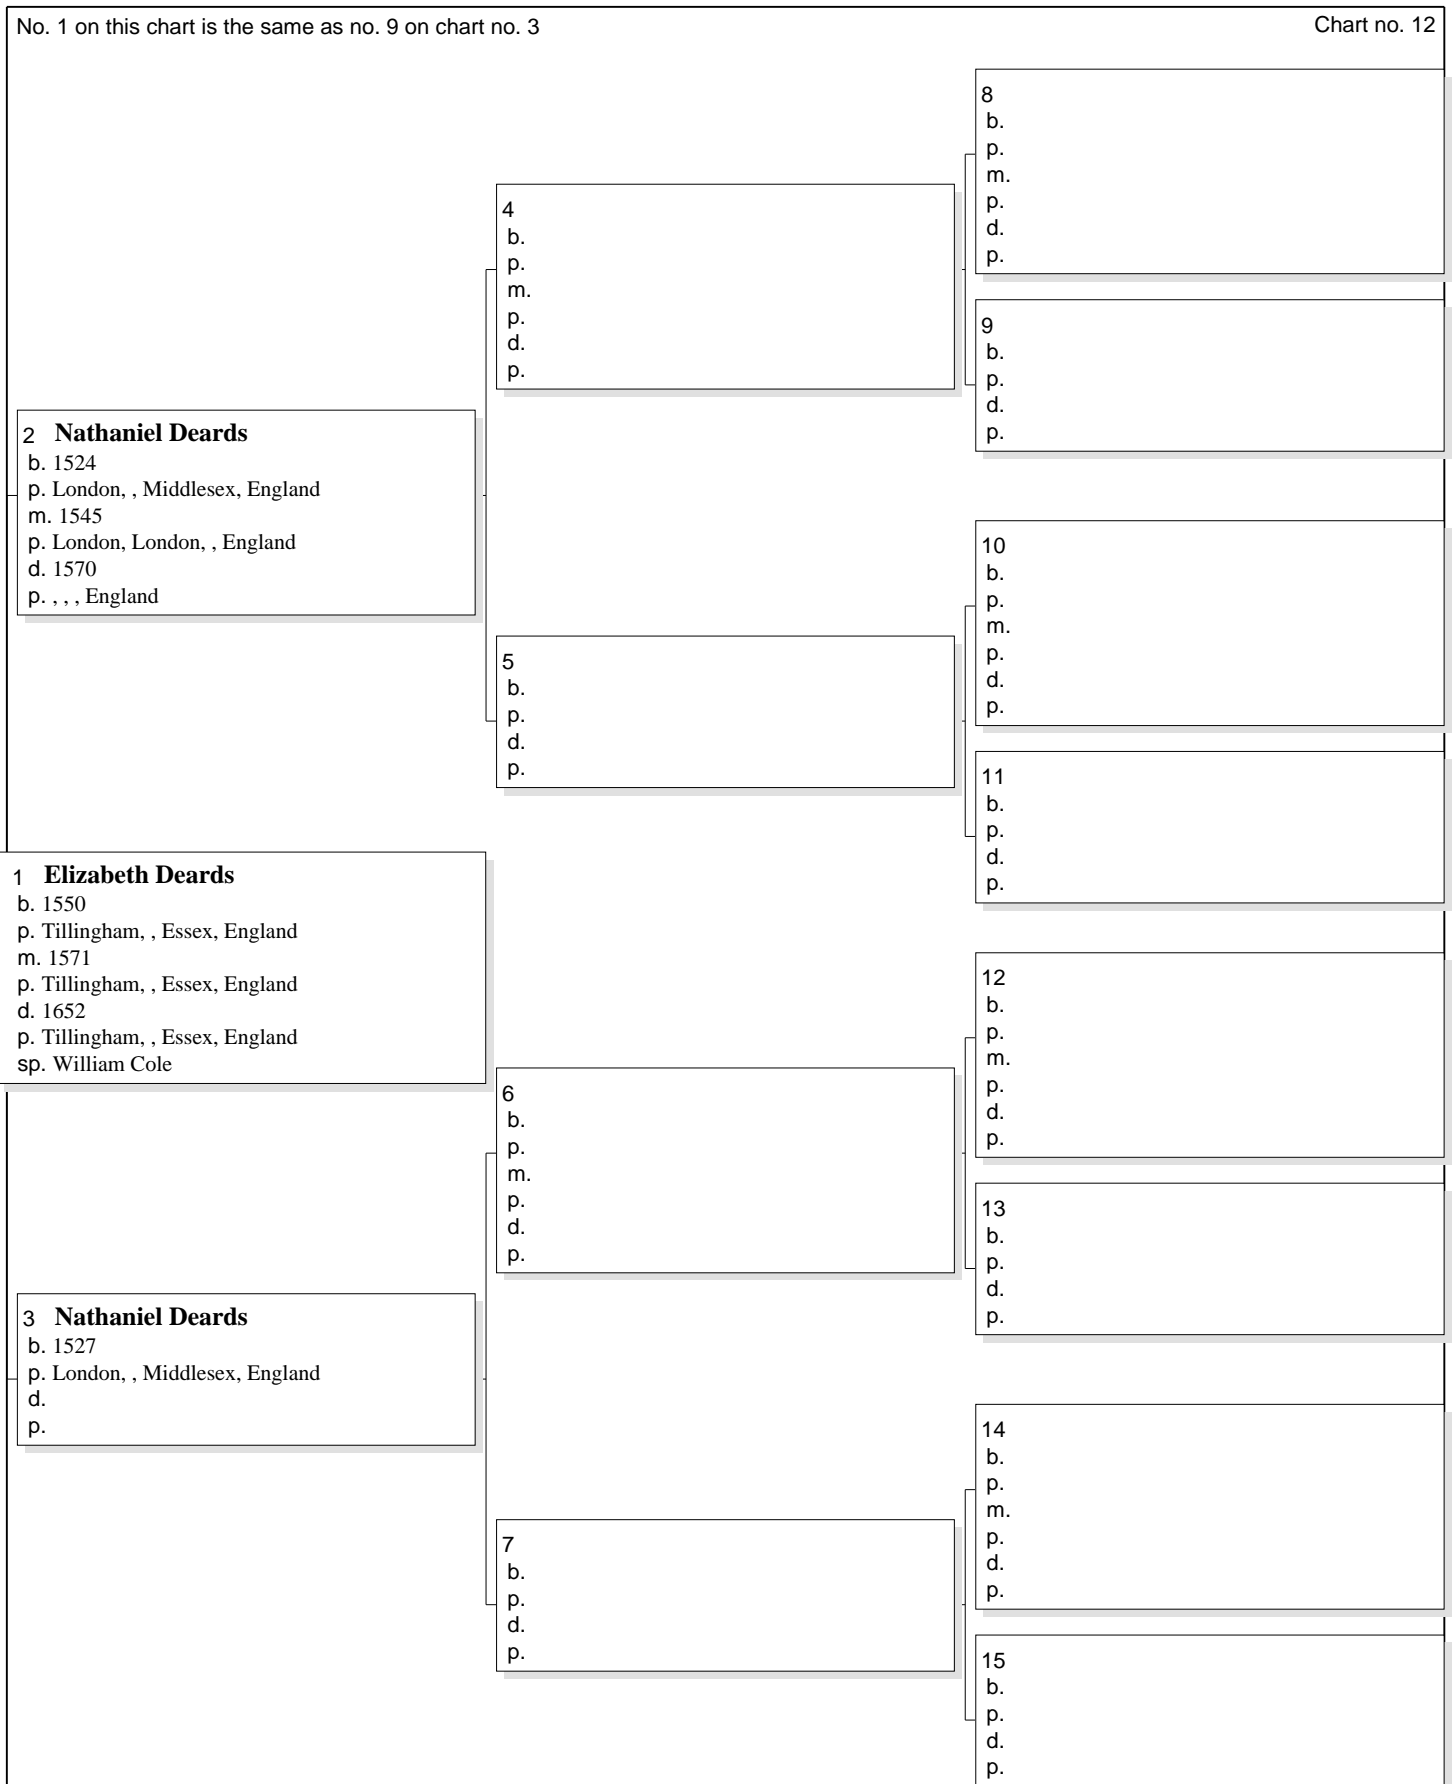 No. 1 on this chart is the same as no. 9 on chart no. 3
Chart no. 12
8
b.
p.
m.
p.
d.
p.
4
b.
p.
m.
p.
d.
p.
9
b.
p.
d.
p.
2 Nathaniel Deards
b. 1524
p. London, , Middlesex, England
m. 1545
p. London, London, , England
d. 1570
p. , , , England
10
b.
p.
m.
p.
d.
p.
5
b.
p.
d.
p.
11
b.
p.
d.
p.
1 Elizabeth Deards
b. 1550
p. Tillingham, , Essex, England
m. 1571
p. Tillingham, , Essex, England
d. 1652
p. Tillingham, , Essex, England
sp. William Cole
12
b.
p.
m.
p.
d.
p.
6
b.
p.
m.
p.
d.
p.
13
b.
p.
d.
p.
3 Nathaniel Deards
b. 1527
p. London, , Middlesex, England
d.
p.
14
b.
p.
m.
p.
d.
p.
7
b.
p.
d.
p.
15
b.
p.
d.
p.